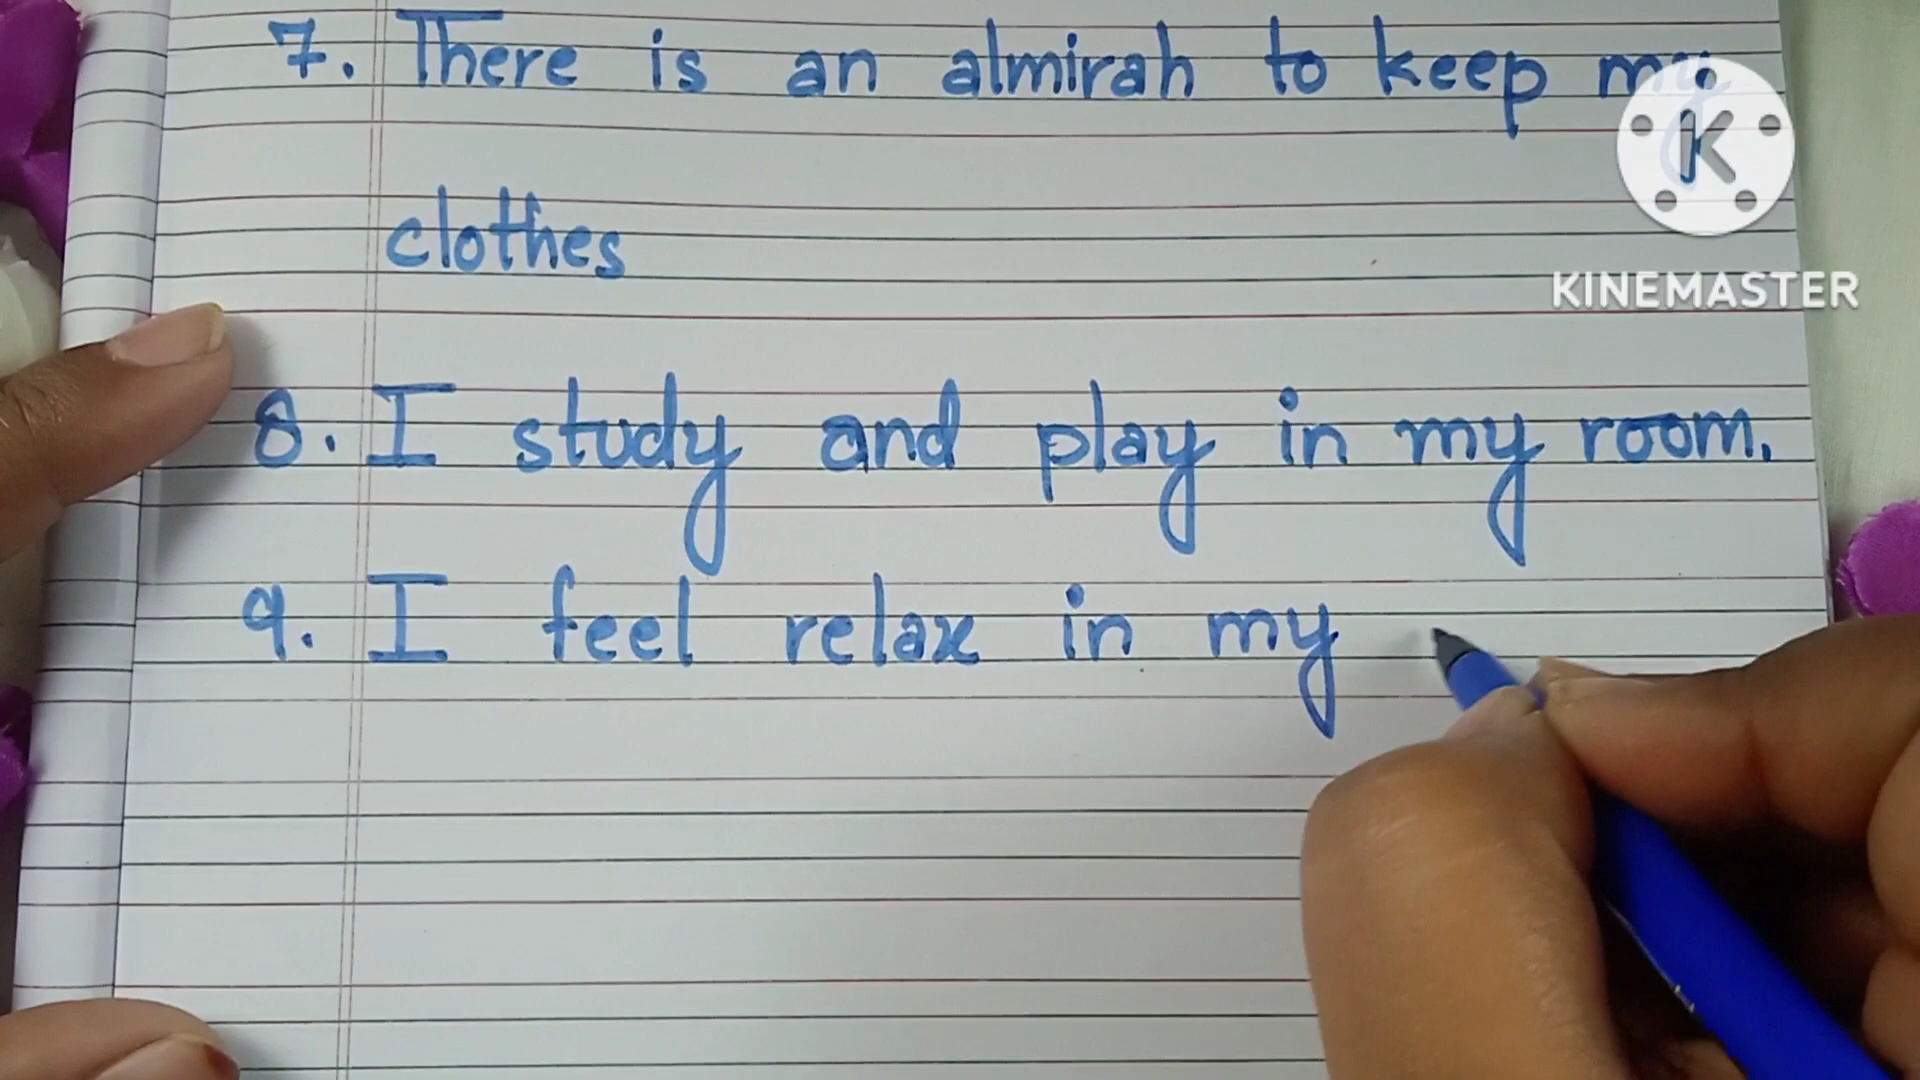 7. There is an almirah to keep my
clothes
KINEMASTER
8. I study and play in my room.
9. I feel relax in my